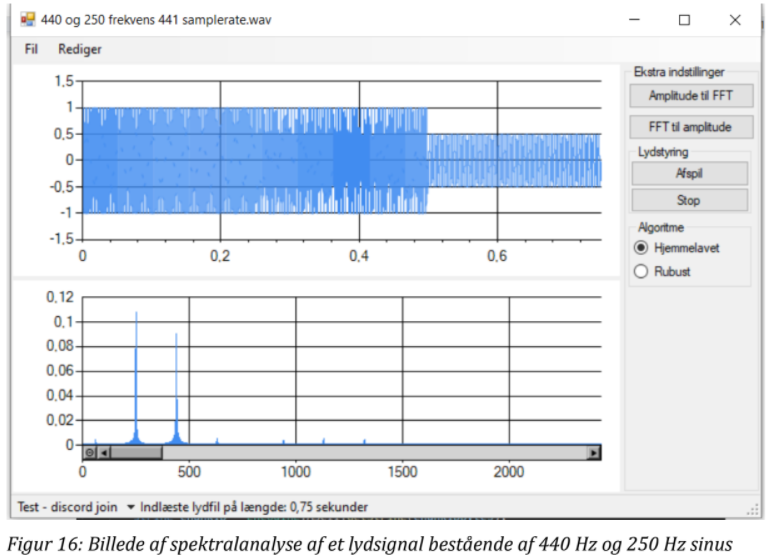 440 og 250 frekvens 441 samplerate.wav
Fil Rediger
1,5
1
0,5
0
-0,5
-1
-1,5
0 0,2 0,4 0,6
0,12
0,1
0,08
0,06
0,04
0,02
0
0 500 1000 1500 2000
Ekstra indstillinger
Amplitude til FFT
FFT til amplitude
Lydstyring
Afspil
Stop
Algoritme
Hjemmelavet
Rubust
Test - discord join Indlæste lydfil på længde: 0,75 sekunder
Figur 16: Billede af spektralanalyse af et lydsignal bestående af 440 Hz og 250 Hz sinus